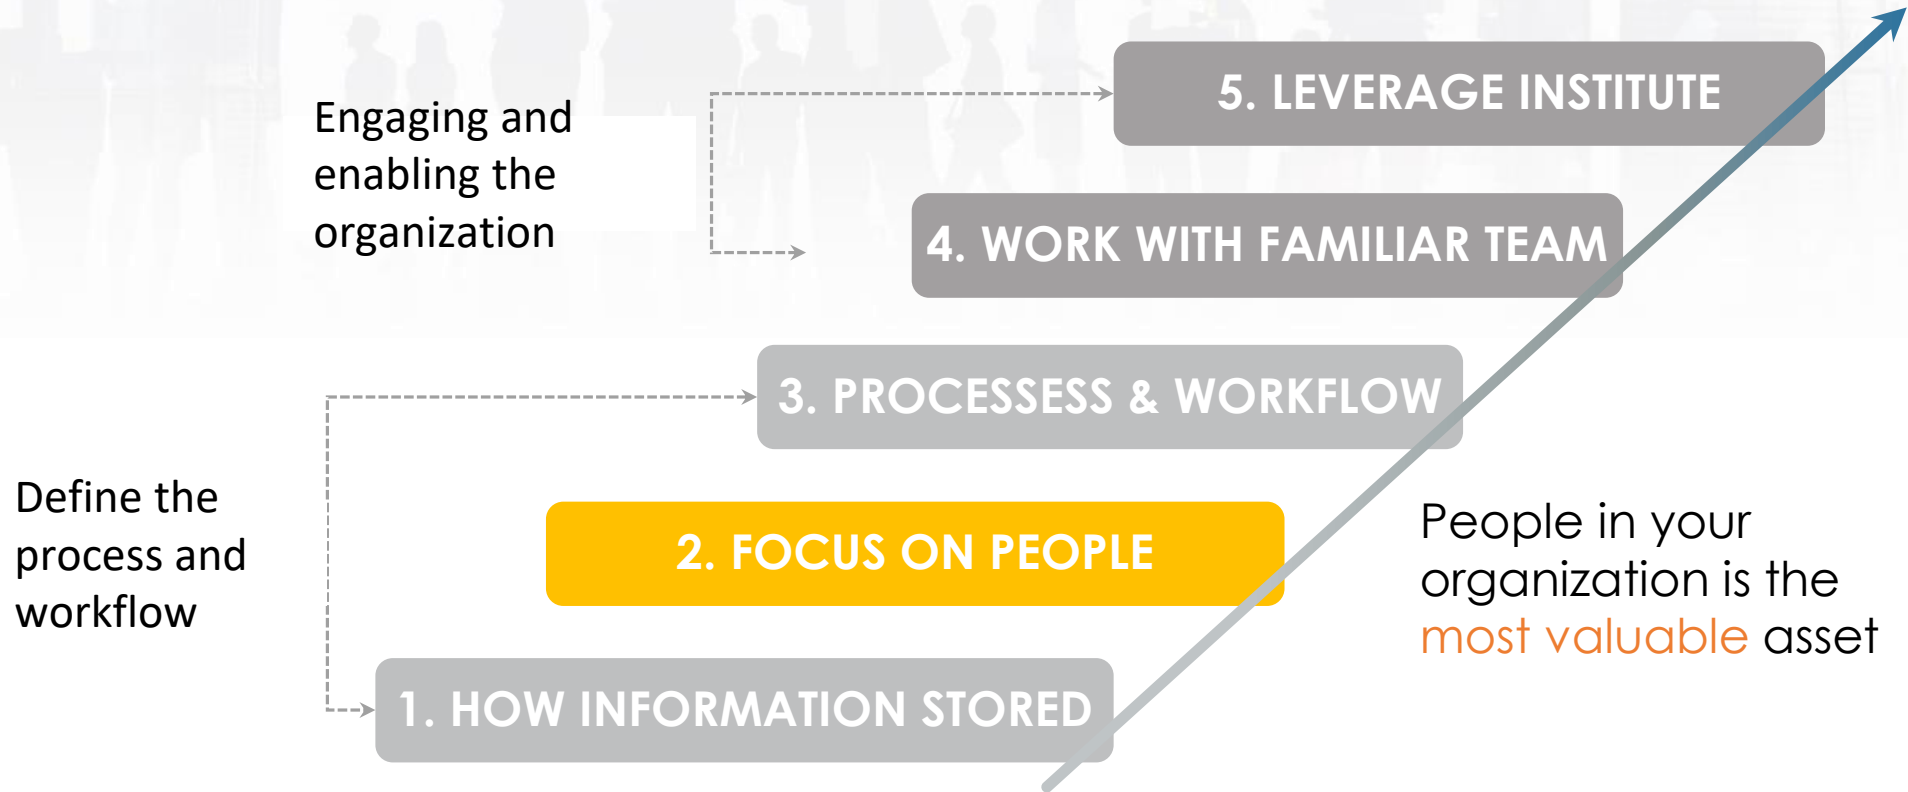 5. LEVERAGE INSTITUTE
Engaging and
enabling the
organization
4. WORK WITH FAMILIAR TEAM
3. PROCESSESS & WORKFLOW
Define the
process and
workflow
2. FOCUS ON PEOPLE
People in your
organization is the
most valuable asset
1. HOW INFORMATION STORED